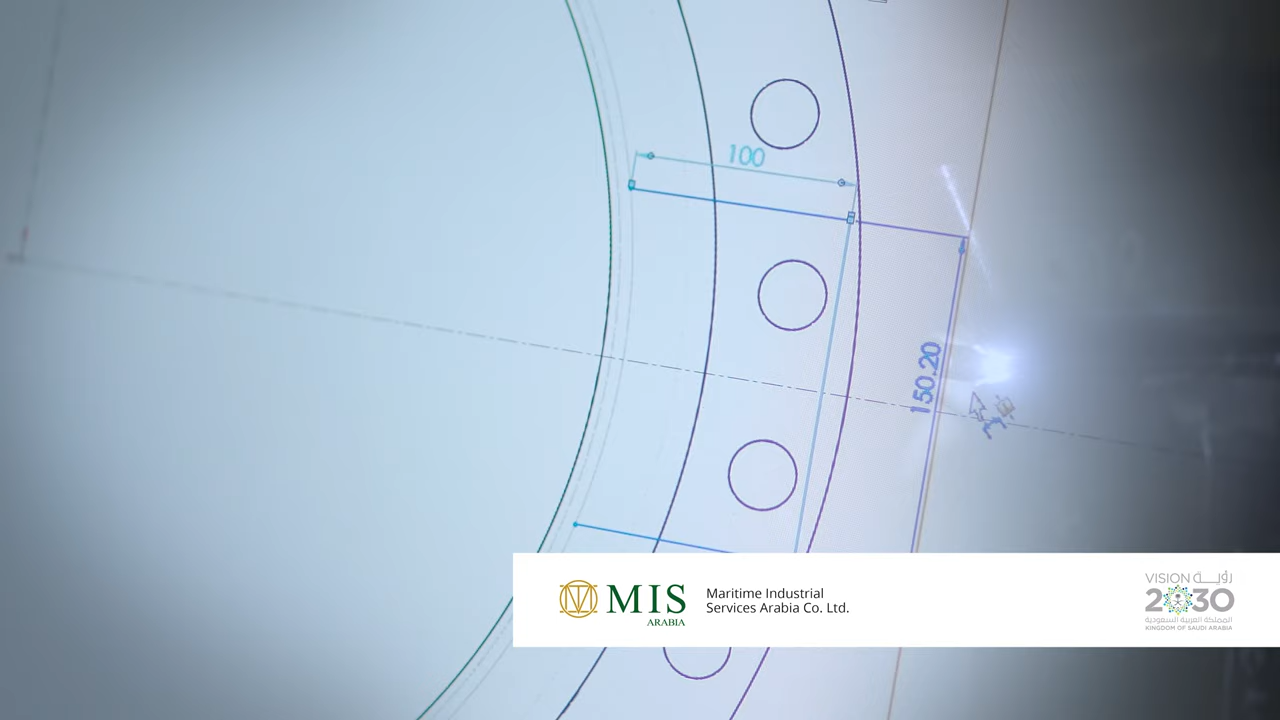 100
150.20
MIS
ARABIA
Maritime Industrial
Services Arabia Co. Ltd.
VISION رؤيــــة
2030
المملكة العربية السعودية
KINGDOM OF SAUDI ARABIA